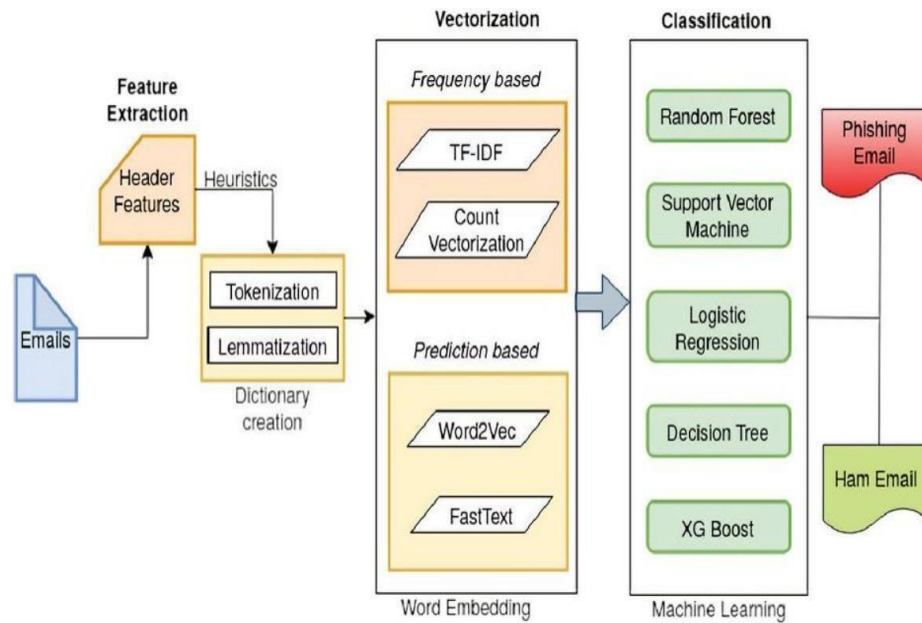 Feature
Extraction
Header
Features
Heuristics
Emails
Tokenization
Lemmatization
Dictionary
creation
Vectorization
Frequency based
TF-IDF
Count
Vectorization
Prediction based
Word2Vec
FastText
Word Embedding
Classification
Random Forest
Support Vector
Machine
Logistic
Regression
Decision Tree
XG Boost
Machine Learning
Phishing
Email
Ham Email